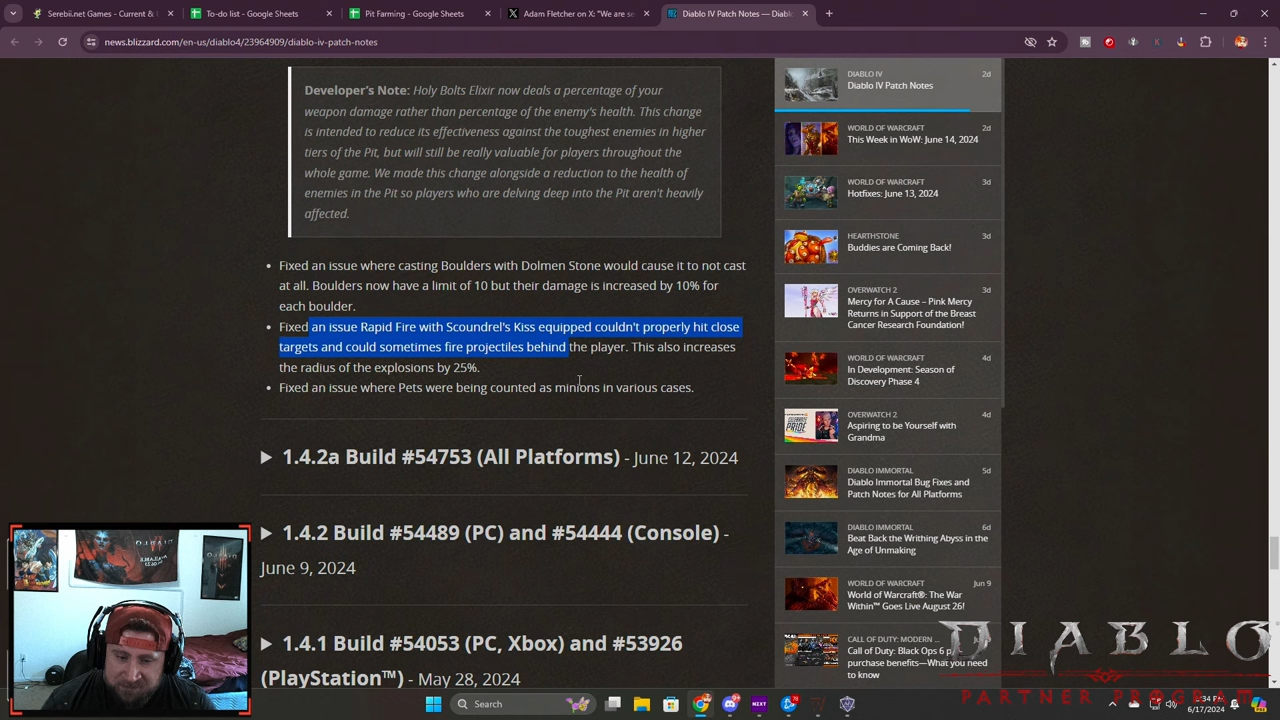 Serebii.net Games - Current &
To-do list - Google Sheets
Pit Farming - Google Sheets
Adam Fletcher on X: "We are se
Diablo IV Patch Notes — Diablo
news.blizzard.com/en-us/diablo4/23964909/diablo-iv-patch-notes
Developer's Note: Holy Bolts Elixir now deals a percentage of your
weapon damage rather than percentage of the enemy's health. This change
is intended to reduce its effectiveness against the toughest enemies in higher
tiers of the Pit, but will still be really valuable for players throughout the
whole game. We made this change alongside a reduction to the health of
enemies in the Pit so players who are delving deep into the Pit aren't heavily
affected.
• Fixed an issue where casting Boulders with Dolmen Stone would cause it to not cast
at all. Boulders now have a limit of 10 but their damage is increased by 10% for
each boulder.
• Fixed an issue Rapid Fire with Scoundrel's Kiss equipped couldn't properly hit close
targets and could sometimes fire projectiles behind the player. This also increases
the radius of the explosions by 25%.
• Fixed an issue where Pets were being counted as minions in various cases.
1.4.2a Build #54753 (All Platforms) - June 12, 2024
1.4.2 Build #54489 (PC) and #54444 (Console) -
June 9, 2024
1.4.1 Build #54053 (PC, Xbox) and #53926
(PlayStation™) - May 28, 2024
DIABLO IV 2d
Diablo IV Patch Notes
WORLD OF WARCRAFT 2d
This Week in WoW: June 14, 2024
WORLD OF WARCRAFT 3d
Hotfixes: June 13, 2024
HEARTHSTONE 3d
Buddies are Coming Back!
OVERWATCH 2 3d
Mercy for A Cause – Pink Mercy
Returns in Support of the Breast
Cancer Research Foundation!
WORLD OF WARCRAFT 4d
In Development: Season of
Discovery Phase 4
OVERWATCH 2 4d
Aspiring to be Yourself with
Grandma
DIABLO IMMORTAL 5d
Diablo Immortal Bug Fixes and
Patch Notes for All Platforms
DIABLO IMMORTAL 6d
Beat Back the Writhing Abyss in the
Age of Unmaking
WORLD OF WARCRAFT Jun 9
World of Warcraft®: The War
Within™ Goes Live August 26!
CALL OF DUTY: MODERN ...
Call of Duty: Black Ops 6 p
purchase benefits—What you
need to know
DIABLO
PARTNER PROGRAM
Search
NEXT
6/17/2024